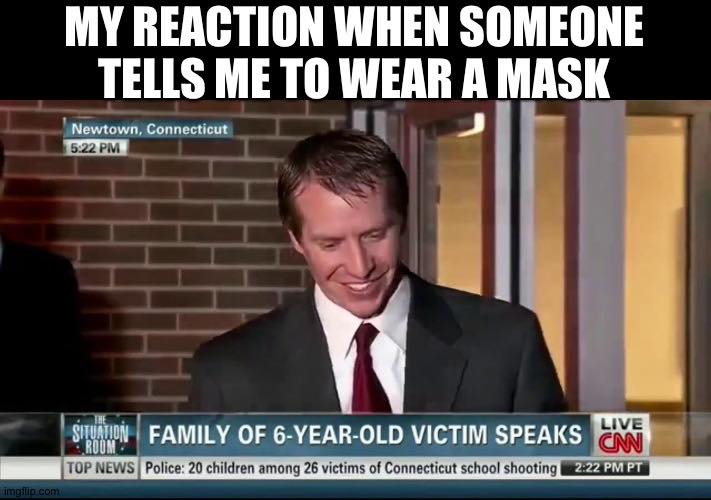 MY REACTION WHEN SOMEONE
TELLS ME TO WEAR A MASK
Newtown, Connecticut
5:22 PM
THE
SITUATION
ROOM
FAMILY OF 6-YEAR-OLD VICTIM SPEAKS
LIVE
CNN
TOP NEWS
Police: 20 children among 26 victims of Connecticut school shooting
2:22 PM PT
imgflip.com